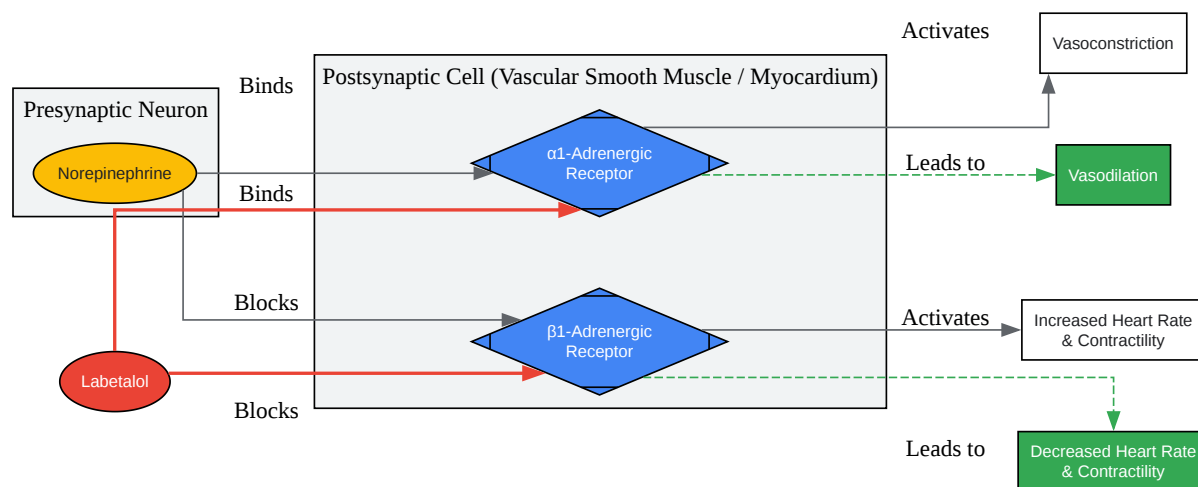 Activates
Vasoconstriction
Postsynaptic Cell (Vascular Smooth Muscle / Myocardium)
Binds
Presynaptic Neuron
α1-Adrenergic
Receptor
Leads to
Vasodilation
Norepinephrine
Binds
Blocks
β1-Adrenergic
Receptor
Activates
Increased Heart Rate
& Contractility
Labetalol
Blocks
Leads to
Decreased Heart Rate
& Contractility